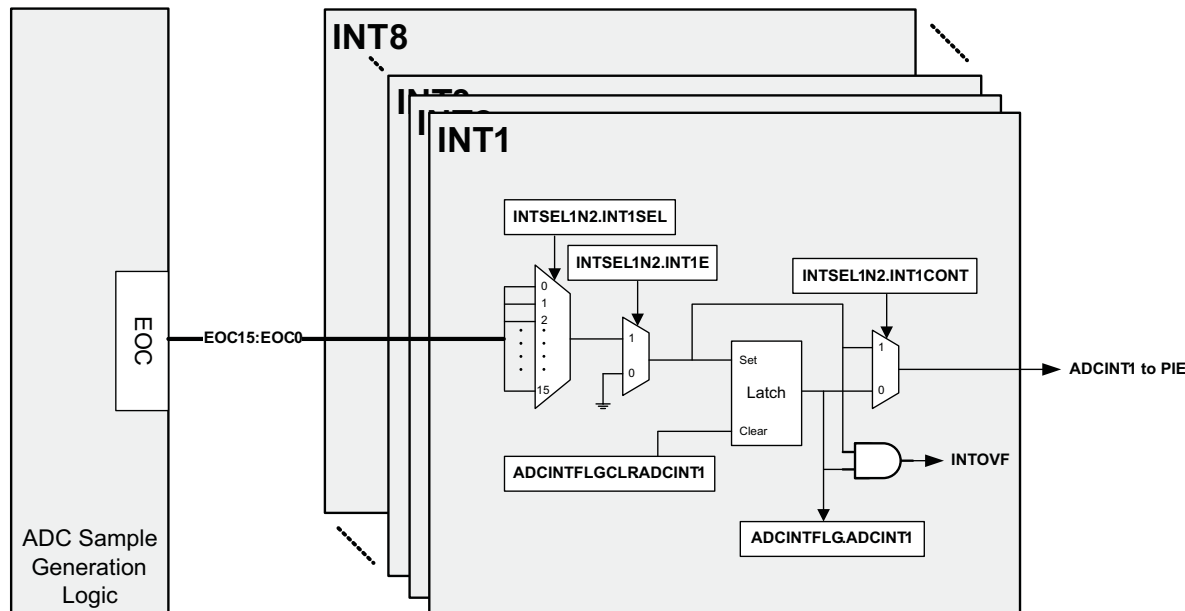 INT8
INT1
INTSEL1N2.INT1SEL
INTSEL1N2.INT1E
INTSEL1N2.INT1CONT
0
1
2
15
1
0
Set
Latch
Clear
1
0
EOC
EOC15:EOC0
ADCINT1 to PIE
ADCINTFLGCLRADCINT1
INTOVF
ADCINTFLG.ADCINT1
ADC Sample
Generation
Logic